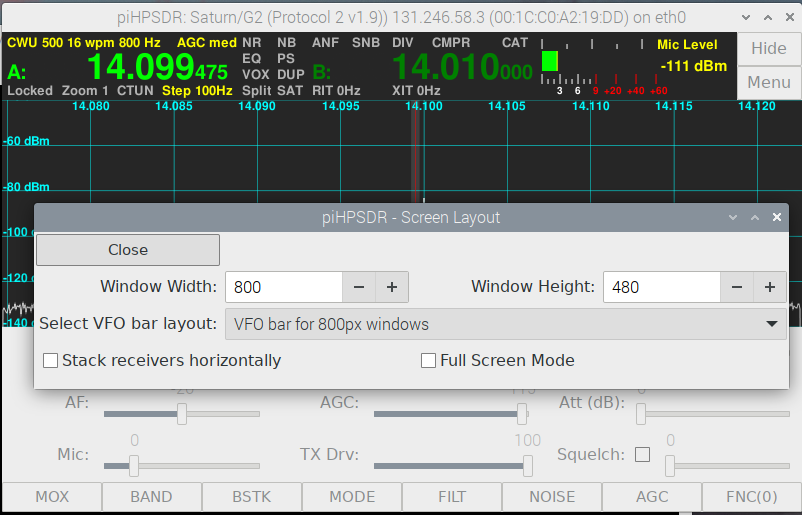 piHPSDR: Saturn/G2 (Protocol 2 v1.9)) 131.246.58.3 (00:1C:C0:A2:19:DD) on eth0
CWU 500 16 wpm 800 Hz AGC med NR NB ANF SNB DIV CMPR CAT Mic Level Hide
EQ PS
A: 14.099475 VOX DUP B: 14.010000 -111 dBm Menu
Locked Zoom 1 CTUN Step 100Hz Split SAT RIT 0Hz XIT 0Hz 3 6 9 +20 +40 +60
14.080 14.085 14.090 14.095 14.100 14.105 14.110 14.115 14.120
-60 dBm
-80 dBm
piHPSDR - Screen Layout
-100 d
Close
-120
Window Width: 800 Window Height: 480
-140
Select VFO bar layout: VFO bar for 800px windows
Stack receivers horizontally Full Screen Mode
AF: AGC: Att (dB):
0 100 0
Mic: TX Drv: Squelch:
MOX BAND BSTK MODE FILT NOISE AGC FNC(0)